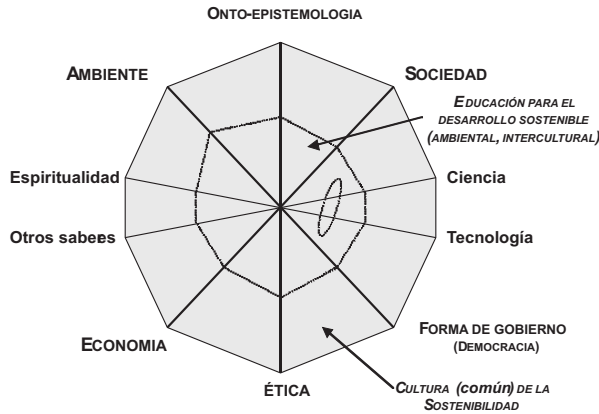 ONTO-EPISTEMOLOGIA
AMBIENTE
SOCIEDAD
EDUCACIÓN PARA EL
DESARROLLO SOSTENIBLE
(AMBIENTAL, INTERCULTURAL)
Espiritualidad
Ciencia
Otros saberes
Tecnología
FORMA DE GOBIERNO
(DEMOCRACIA)
ECONOMIA
ÉTICA
CULTURA (común) DE LA
SOSTENIBILIDAD